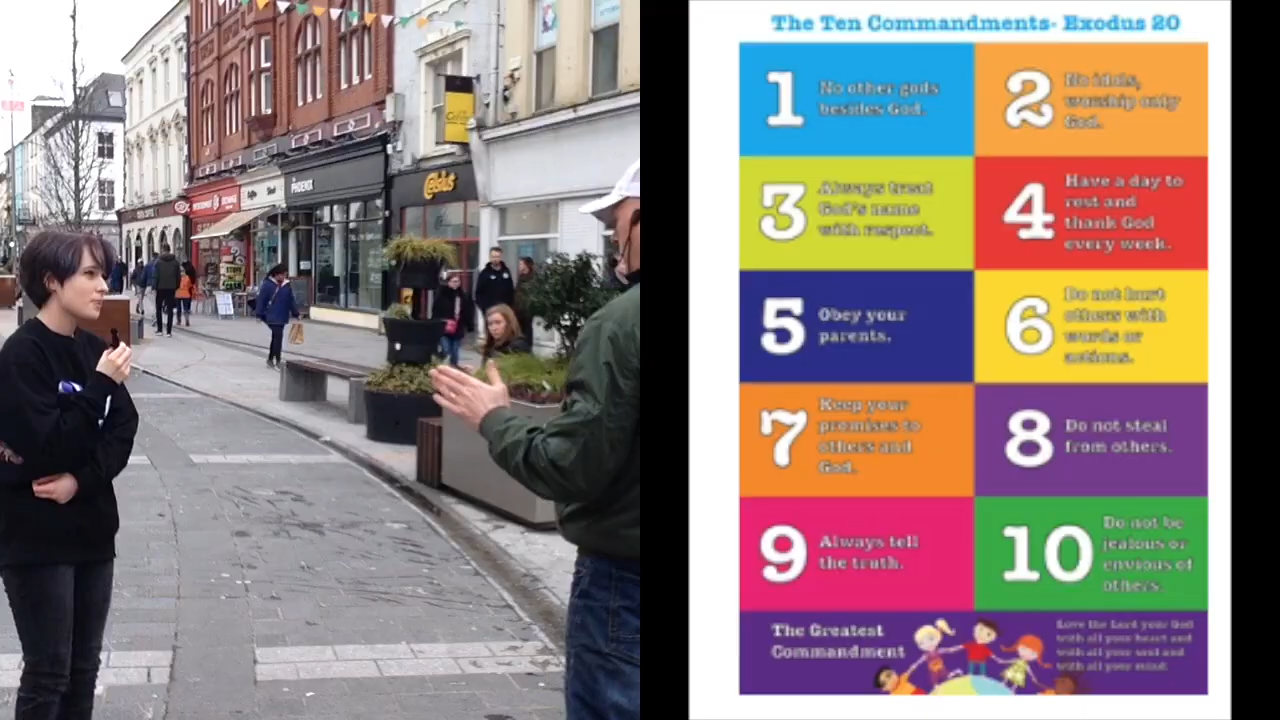 PHOENIX
Celsius
The Ten Commandments- Exodus 20
1
No other gods
besides God.
2
No idols,
worship only
God.
3
Always treat
God's name
with respect.
4
Have a day to
rest and
thank God
every week.
5
Obey your
parents.
6
Do not hurt
others with
words or
actions.
7
Keep your
promises to
others and
God.
8
Do not steal
from others.
9
Always tell
the truth.
10
Do not be
jealous or
envious of
others.
The Greatest
Commandment
Love the Lord your God
with all your heart and
with all your soul and
with all your mind